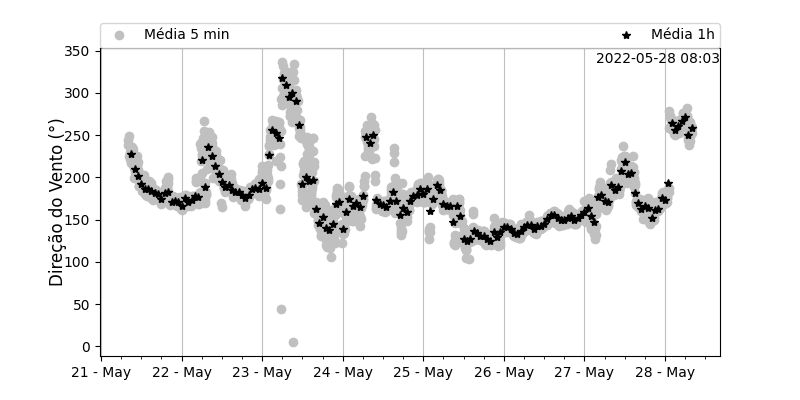 Média 5 min
Média 1h
2022-05-28 08:03
Direção do Vento (°)
350
300
250
200
150
100
50
0
21 - May
22 - May
23 - May
24 - May
25 - May
26 - May
27 - May
28 - May